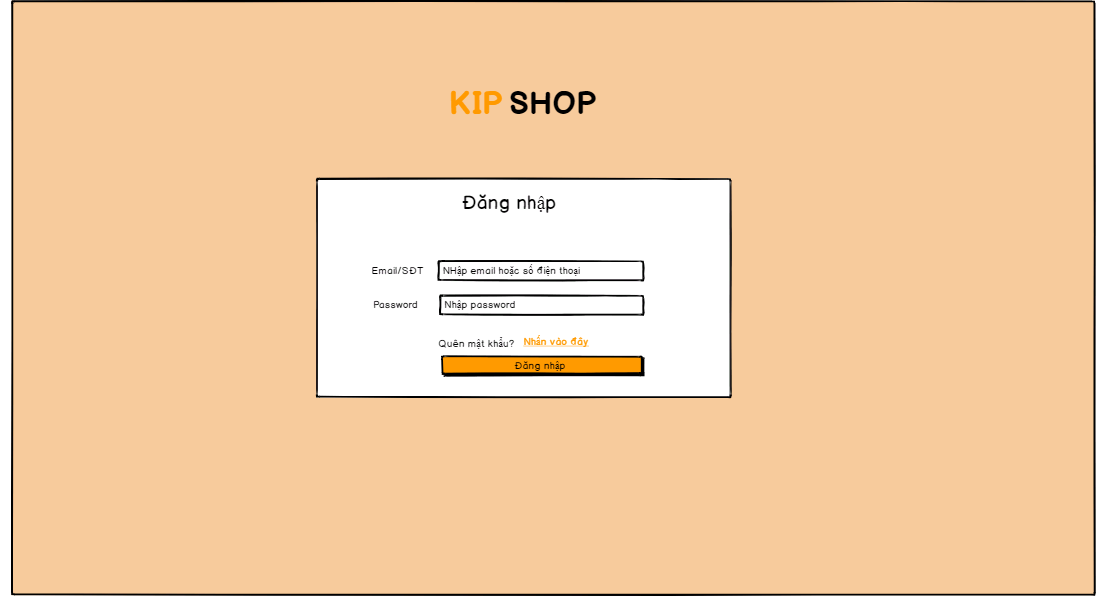 KIP SHOP
Đăng nhập
Email/SĐT NHập email hoặc số điện thoại
Password Nhập password
Quên mật khẩu? Nhấn vào đây
Đăng nhập